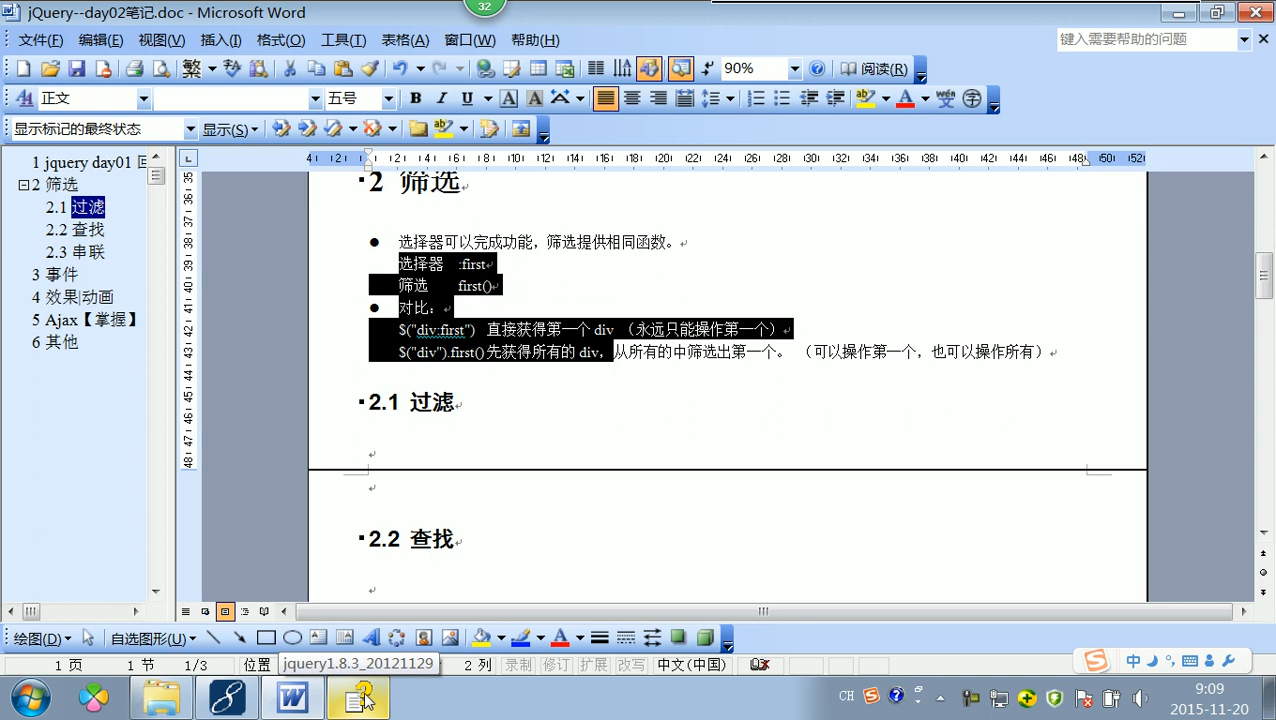 32
jQuery--day02笔记.doc - Microsoft Word
文件(F) 编辑(E) 视图(V) 插入(I) 格式(O) 工具(T) 表格(A) 窗口(W) 帮助(H) 键入需要帮助的问题
繁 90% 阅读(R)
正文 五号 B I U A A A wén 字
显示标记的最终状态 显示(S)
1 jquery day01 回
2 筛选
2.1 过滤
2.2 查找
2.3 串联
3 事件
4 效果|动画
5 Ajax【掌握】
6 其他
2 筛选
选择器可以完成功能，筛选提供相同函数。
选择器 :first
筛选 first()
对比：
$("div:first") 直接获得第一个 div （永远只能操作第一个）
$("div").first()先获得所有的 div，从所有的中筛选出第一个。（可以操作第一个，也可以操作所有）
2.1 过滤
2.2 查找
绘图(D) 自选图形(U)
1 页 1 节 1/3 位置 2 列 录制 修订 扩展 改写 中文(中国)
jquery1.8.3_20121129
中
CH
9:09
2015-11-20